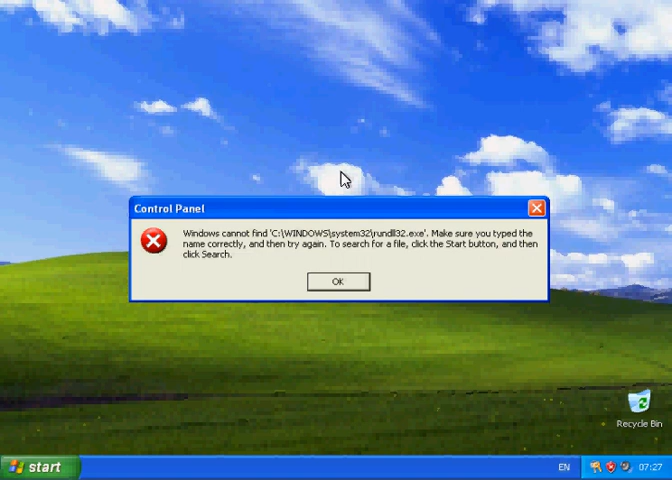 Control Panel
Windows cannot find 'C:\WINDOWS\system32\rundll32.exe'. Make sure you typed the
name correctly, and then try again. To search for a file, click the Start button, and then
click Search.
OK
Recycle Bin
start
EN
07:27